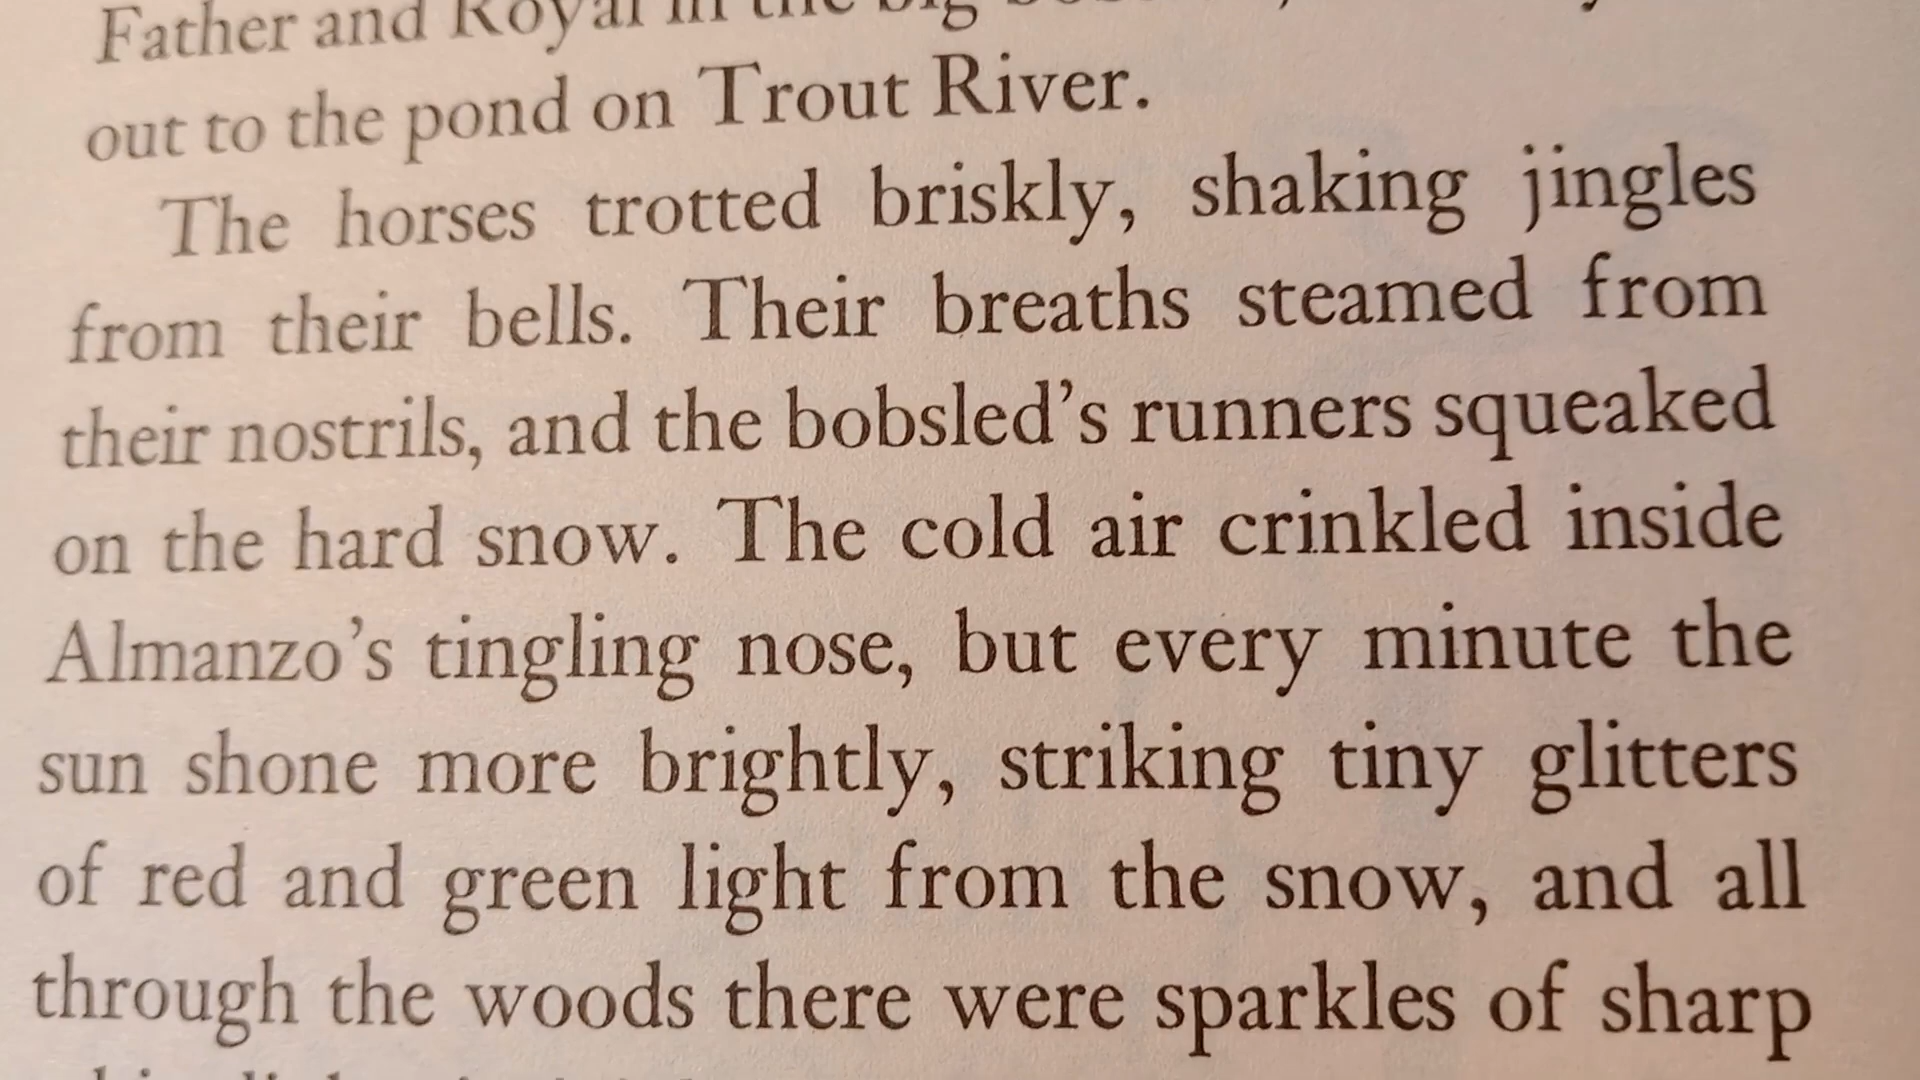 Father and Royal in the big
out to the pond on Trout River.
The horses trotted briskly, shaking jingles
from their bells. Their breaths steamed from
their nostrils, and the bobsled’s runners squeaked
on the hard snow. The cold air crinkled inside
Almanzo’s tingling nose, but every minute the
sun shone more brightly, striking tiny glitters
of red and green light from the snow, and all
through the woods there were sparkles of sharp